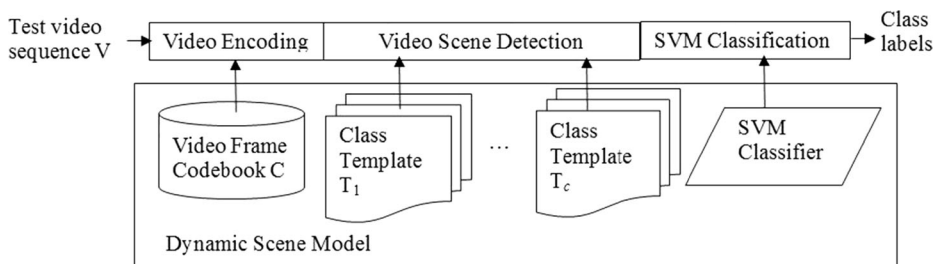 Test video
sequence V
Video Encoding
Video Scene Detection
SVM Classification
Class
labels
Video Frame
Codebook C
Class
Template
T1
...
Class
Template
Tc
SVM
Classifier
Dynamic Scene Model